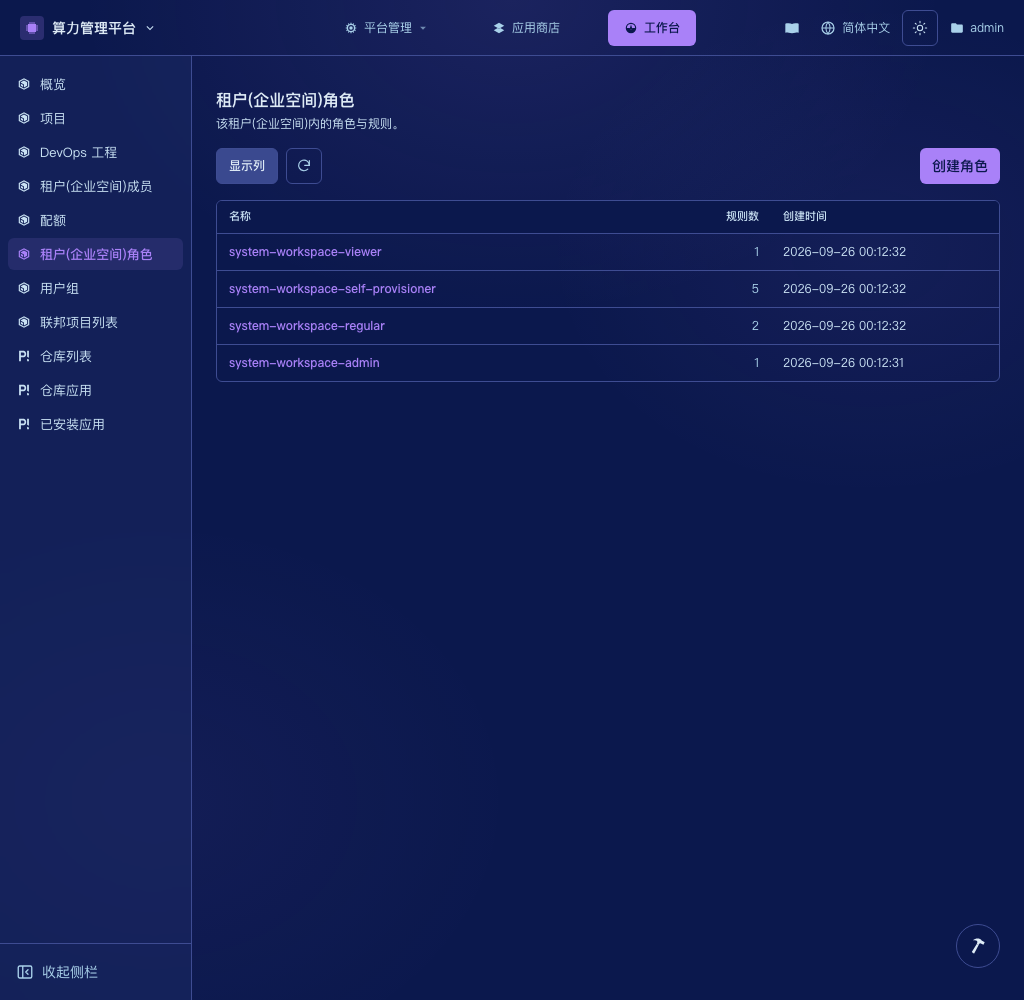 算力管理平台
平台管理
应用商店
工作台
简体中文
admin
概览
项目
DevOps 工程
租户(企业空间)成员
配额
租户(企业空间)角色
用户组
联邦项目列表
P! 仓库列表
P! 仓库应用
P! 已安装应用
收起侧栏
租户(企业空间)角色
该租户(企业空间)内的角色与规则。
显示列
创建角色
名称 规则数 创建时间
system-workspace-viewer 1 2026-09-26 00:12:32
system-workspace-self-provisioner 5 2026-09-26 00:12:32
system-workspace-regular 2 2026-09-26 00:12:32
system-workspace-admin 1 2026-09-26 00:12:31